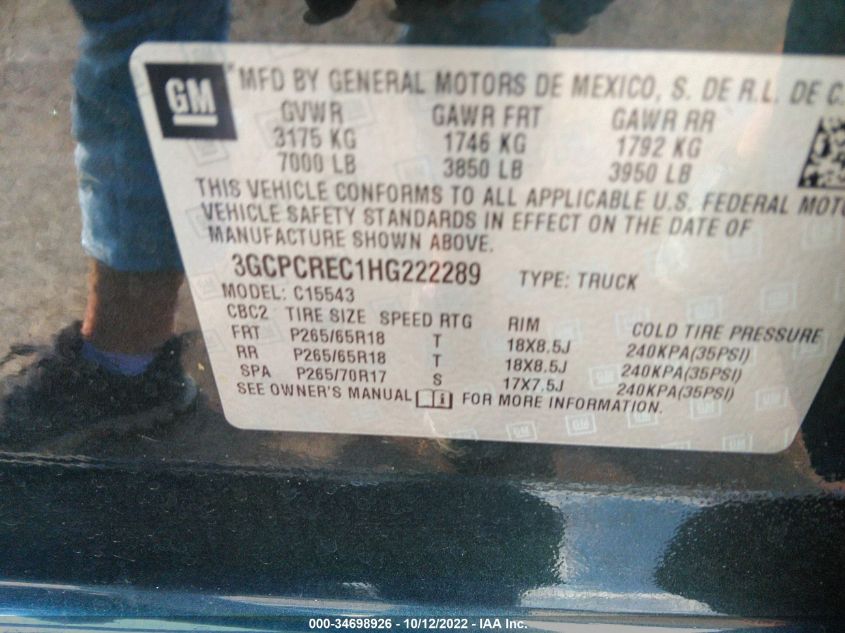 GM
MFD BY GENERAL MOTORS DE MEXICO, S. DE R.L. DE C.
GVWR GAWR FRT GAWR RR
3175 KG 1746 KG 1792 KG
7000 LB 3850 LB 3950 LB
THIS VEHICLE CONFORMS TO ALL APPLICABLE U.S. FEDERAL MOTO
VEHICLE SAFETY STANDARDS IN EFFECT ON THE DATE OF
MANUFACTURE SHOWN ABOVE.
3GCPCREC1HG222289 TYPE: TRUCK
MODEL: C15543
CBC2 TIRE SIZE SPEED RTG RIM COLD TIRE PRESSURE
FRT P265/65R18 T 18X8.5J 240KPA(35PSI)
RR P265/65R18 T 18X8.5J 240KPA(35PSI)
SPA P265/70R17 S 17X7.5J 240KPA(35PSI)
SEE OWNER'S MANUAL FOR MORE INFORMATION.
000-34698926 - 10/12/2022 - IAA Inc.